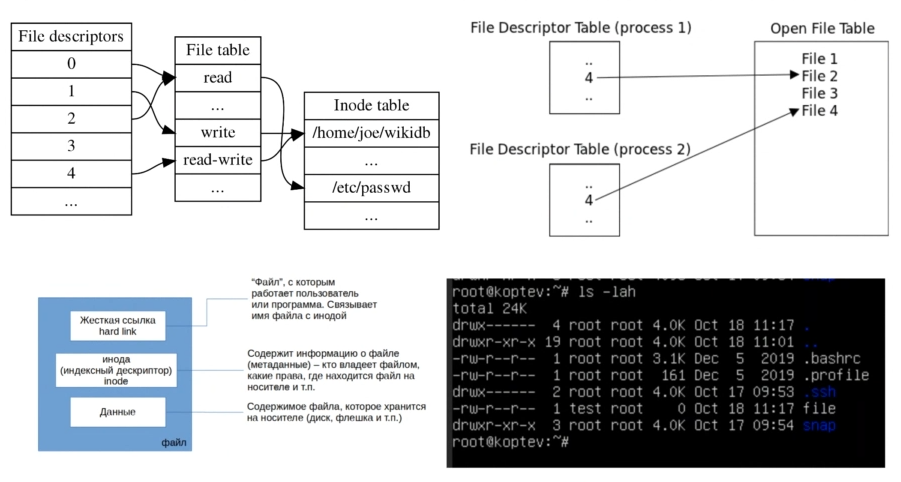 File descriptors
0
1
2
3
4
...
File table
read
...
write
read-write
...
Inode table
/home/joe/wikidb
...
/etc/passwd
...
File Descriptor Table (process 1)
..
4
..
Open File Table
File 1
File 2
File 3
File 4
File Descriptor Table (process 2)
..
4
..
Жесткая ссылка
hard link
инода
(индексный дескриптор)
inode
Данные
файл
“Файл”, с которым
работает пользователь
или программа. Связывает
имя файла с инодой
Содержит информацию о файле
(метаданные) – кто владеет файлом,
какие права, где находится файл на
носителе и т.п.
Содержимое файла, которое хранится
на носителе (диск, флешка и т.п.)
root@koptev:~# ls -lah
total 24K
drwx------ 4 root root 4.0K Oct 18 11:17 .
drwxr-xr-x 19 root root 4.0K Oct 18 11:01 ..
-rw-r--r-- 1 root root 3.1K Dec 5 2019 .bashrc
-rw-r--r-- 1 root root 161 Dec 5 2019 .profile
drwx------ 2 root root 4.0K Oct 17 09:53 .ssh
-rw-r--r-- 1 test root 0 Oct 18 11:17 file
drwxr-xr-x 3 root root 4.0K Oct 17 09:54 snap
root@koptev:~#